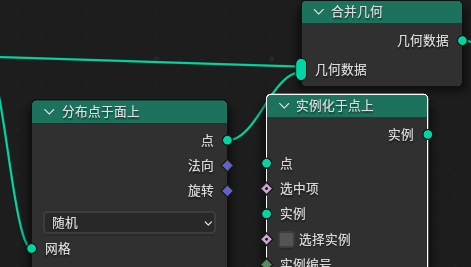 合并几何
几何数据
几何数据
分布点于面上
点
法向
旋转
随机
网格
实例化于点上
实例
点
选中项
实例
选择实例
实例编号